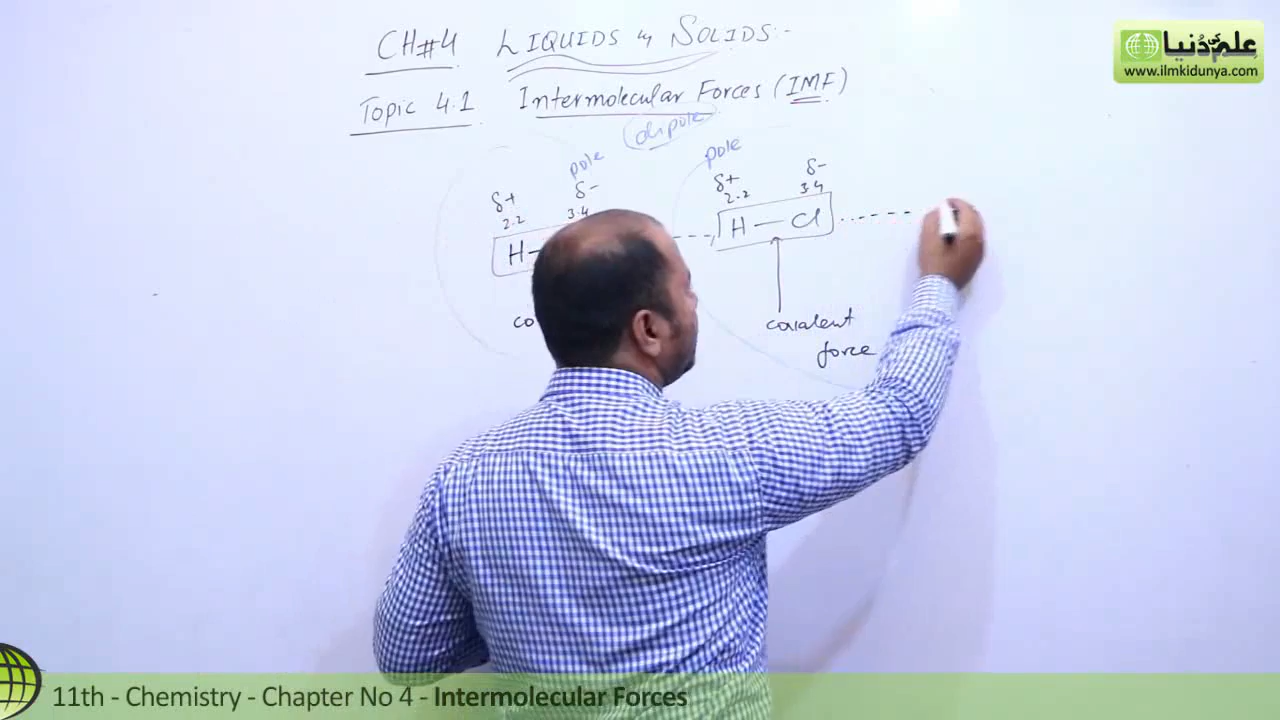 CH#4 LIQUIDS & SOLIDS:-
علم کی دُنیا
www.ilmkidunya.com
Topic 4.1 Intermolecular Forces (IMF)
dipole
pole pole
δ+ δ- δ+ δ-
2.2 3.4 2.2 3.4
H — H — Cl
co covalent
force
11th - Chemistry - Chapter No 4 - Intermolecular Forces